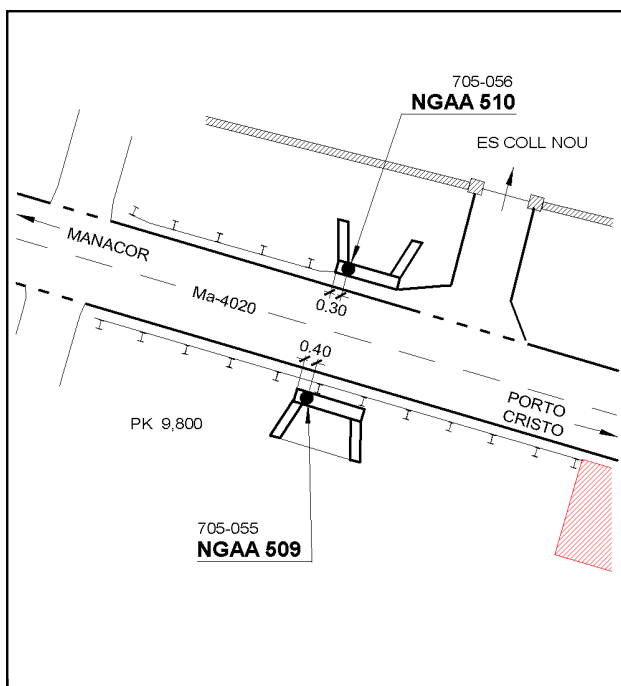 705-056
NGAA 510
ES COLL NOU
MANACOR
Ma-4020
0.30
0.40
PORTO
CRISTO
PK 9,800
705-055
NGAA 509